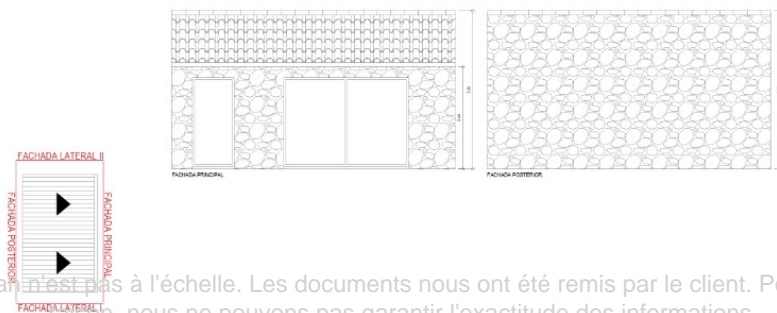 FACHADA PRINCIPAL
FACHADA POSTERIOR
FACHADA LATERAL II
FACHADA POSTERIOR
FACHADA PRINCIPAL
FACHADA LATERAL I
n'est pas à l'échelle. Les documents nous ont été remis par le client.
nous ne pouvons pas garantir l'exactitude des informations